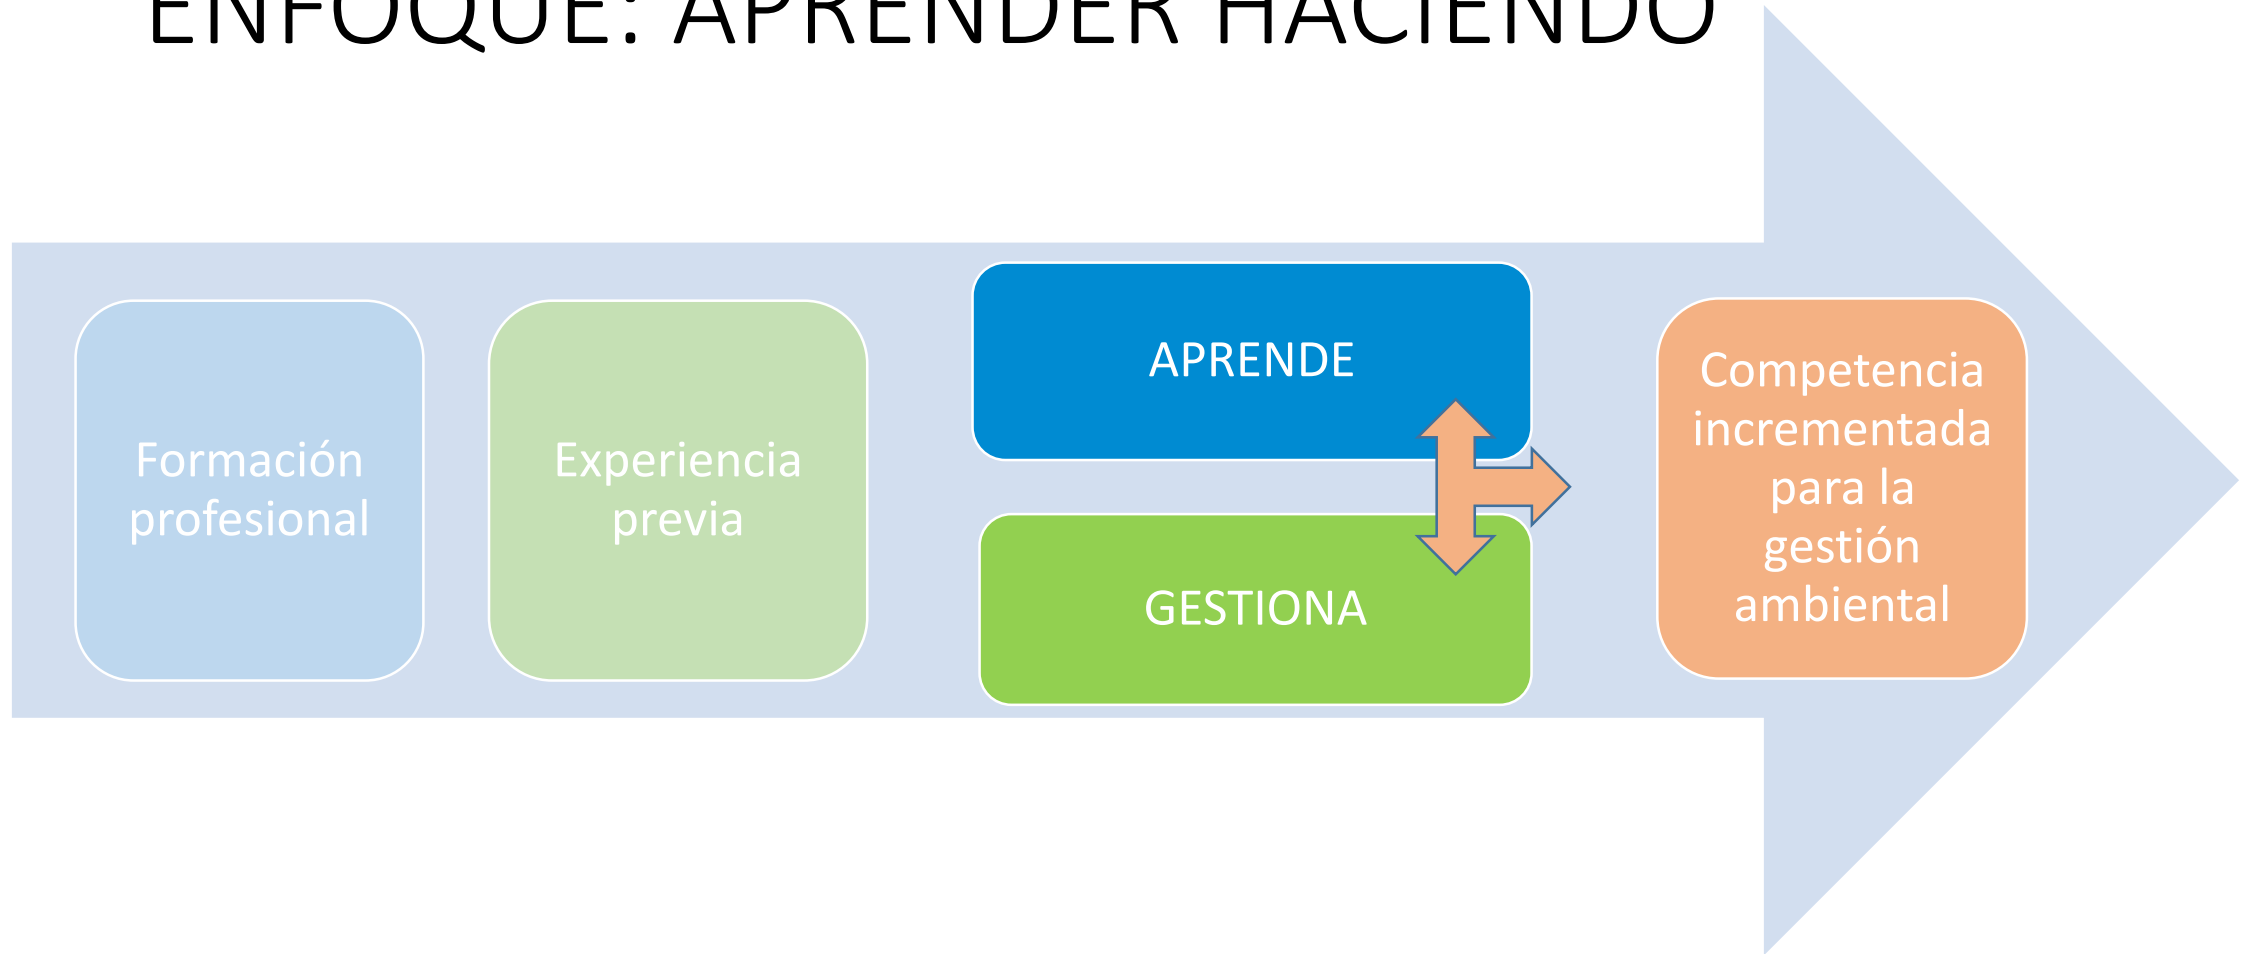 ENFOQUE: APRENDER HACIENDO
Formación
profesional
Experiencia
previa
APRENDE
GESTIONA
Competencia
incrementada
para la
gestión
ambiental